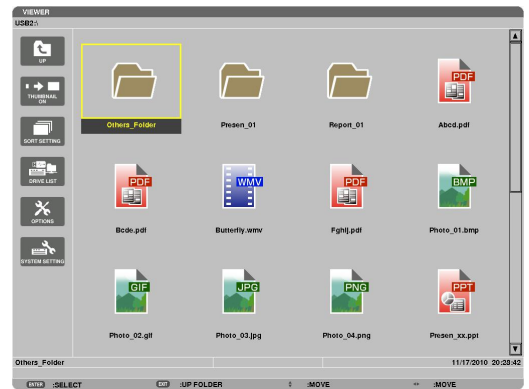 VIEWER
USB2:\
UP
THUMBNAIL
ON
SORT SETTING
DRIVE LIST
OPTIONS
SYSTEM SETTING
Others_Folder
Presen_01
Report_01
PDF
Abcd.pdf
PDF
Bcde.pdf
WMV
Butterfly.wmv
PDF
Fghij.pdf
BMP
Photo_01.bmp
GIF
Photo_02.gif
JPG
Photo_03.jpg
PNG
Photo_04.png
PPT
Presen_xx.ppt
Others_Folder 11/17/2010 20:28:42
ENTER :SELECT EXIT :UP FOLDER :MOVE :MOVE